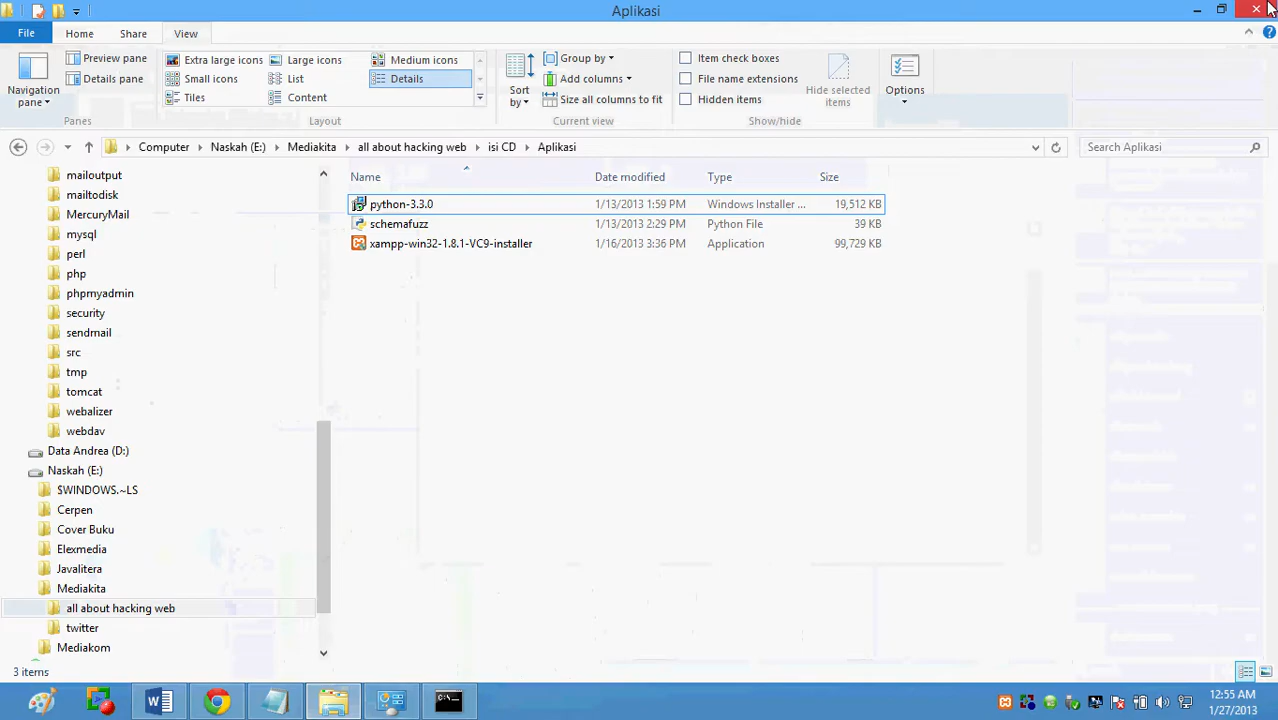 Aplikasi
File Home Share View
Preview pane
Details pane
Navigation pane
Panes
Extra large icons Large icons Medium icons
Small icons List Details
Tiles Content
Layout
Sort by
Group by
Add columns
Size all columns to fit
Current view
Item check boxes
File name extensions
Hidden items
Hide selected items
Show/hide
Options
Computer Naskah (E:) Mediakita all about hacking web isi CD Aplikasi
Search Aplikasi
Name Date modified Type Size
python-3.3.0 1/13/2013 1:59 PM Windows Installer ... 19,512 KB
schemafuzz 1/13/2013 2:29 PM Python File 39 KB
xampp-win32-1.8.1-VC9-installer 1/16/2013 3:36 PM Application 99,729 KB
mailoutput
mailtodisk
MercuryMail
mysql
perl
php
phpmyadmin
security
sendmail
src
tmp
tomcat
webalizer
webdav
Data Andrea (D:)
Naskah (E:)
$WINDOWS.~LS
Cerpen
Cover Buku
Elexmedia
Javalitera
Mediakita
all about hacking web
twitter
Mediakom
3 items
12:55 AM
1/27/2013